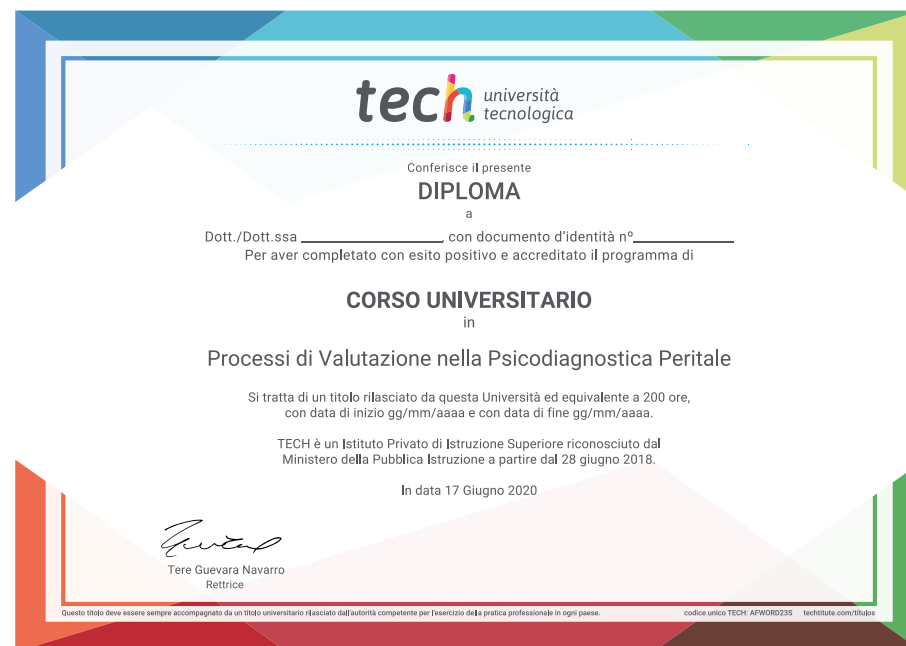 tech università
tecnologica
Conferisce il presente
DIPLOMA
a
Dott./Dott.ssa ____________________, con documento d'identità nº______________
Per aver completato con esito positivo e accreditato il programma di
CORSO UNIVERSITARIO
in
Processi di Valutazione nella Psicodiagnostica Peritale
Si tratta di un titolo rilasciato da questa Università ed equivalente a 200 ore,
con data di inizio gg/mm/aaaa e con data di fine gg/mm/aaaa.
TECH è un Istituto Privato di Istruzione Superiore riconosciuto dal
Ministero della Pubblica Istruzione a partire dal 28 giugno 2018.
In data 17 Giugno 2020
Tere Guevara Navarro
Rettrice
Questo titolo deve essere sempre accompagnato da un titolo universitario rilasciato dall'autorità competente per l'esercizio della pratica professionale in ogni paese. codice unico TECH: AFWORD23S techtitute.com/titulos